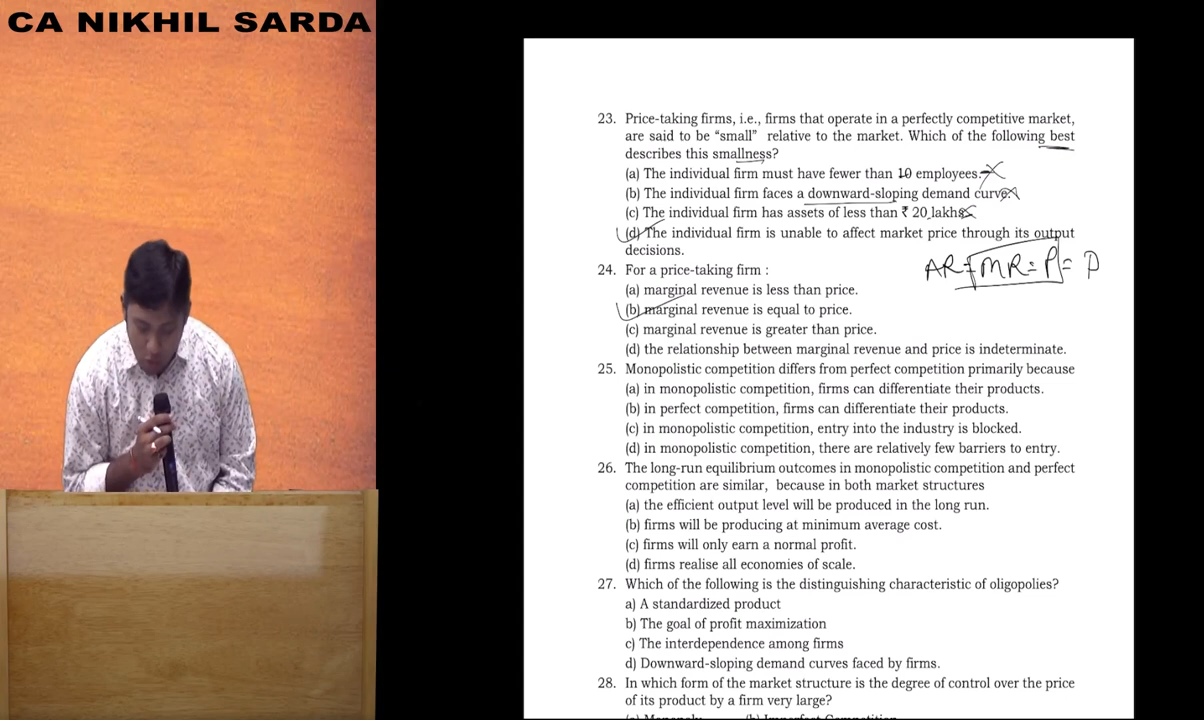 CA NIKHIL SARDA
23. Price-taking firms, i.e., firms that operate in a perfectly competitive market,
are said to be “small” relative to the market. Which of the following best
describes this smallness?
(a) The individual firm must have fewer than 10 employees.
(b) The individual firm faces a downward-sloping demand curve.
(c) The individual firm has assets of less than ₹ 20 lakhs.
(d) The individual firm is unable to affect market price through its output
decisions.
AR = MR = P = D
24. For a price-taking firm :
(a) marginal revenue is less than price.
(b) marginal revenue is equal to price.
(c) marginal revenue is greater than price.
(d) the relationship between marginal revenue and price is indeterminate.
25. Monopolistic competition differs from perfect competition primarily because
(a) in monopolistic competition, firms can differentiate their products.
(b) in perfect competition, firms can differentiate their products.
(c) in monopolistic competition, entry into the industry is blocked.
(d) in monopolistic competition, there are relatively few barriers to entry.
26. The long-run equilibrium outcomes in monopolistic competition and perfect
competition are similar, because in both market structures
(a) the efficient output level will be produced in the long run.
(b) firms will be producing at minimum average cost.
(c) firms will only earn a normal profit.
(d) firms realise all economies of scale.
27. Which of the following is the distinguishing characteristic of oligopolies?
a) A standardized product
b) The goal of profit maximization
c) The interdependence among firms
d) Downward-sloping demand curves faced by firms.
28. In which form of the market structure is the degree of control over the price
of its product by a firm very large?
(a) Monopoly (b) Imperfect Competition